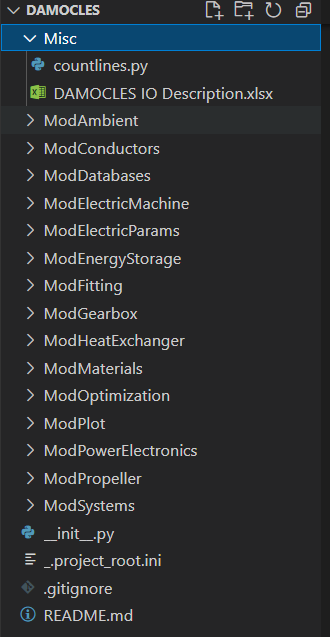 DAMOCLES
Misc
countlines.py
DAMOCLES IO Description.xlsx
ModAmbient
ModConductors
ModDatabases
ModElectricMachine
ModElectricParams
ModEnergyStorage
ModFitting
ModGearbox
ModHeatExchanger
ModMaterials
ModOptimization
ModPlot
ModPowerElectronics
ModPropeller
ModSystems
__init__.py
_.project_root.ini
.gitignore
README.md